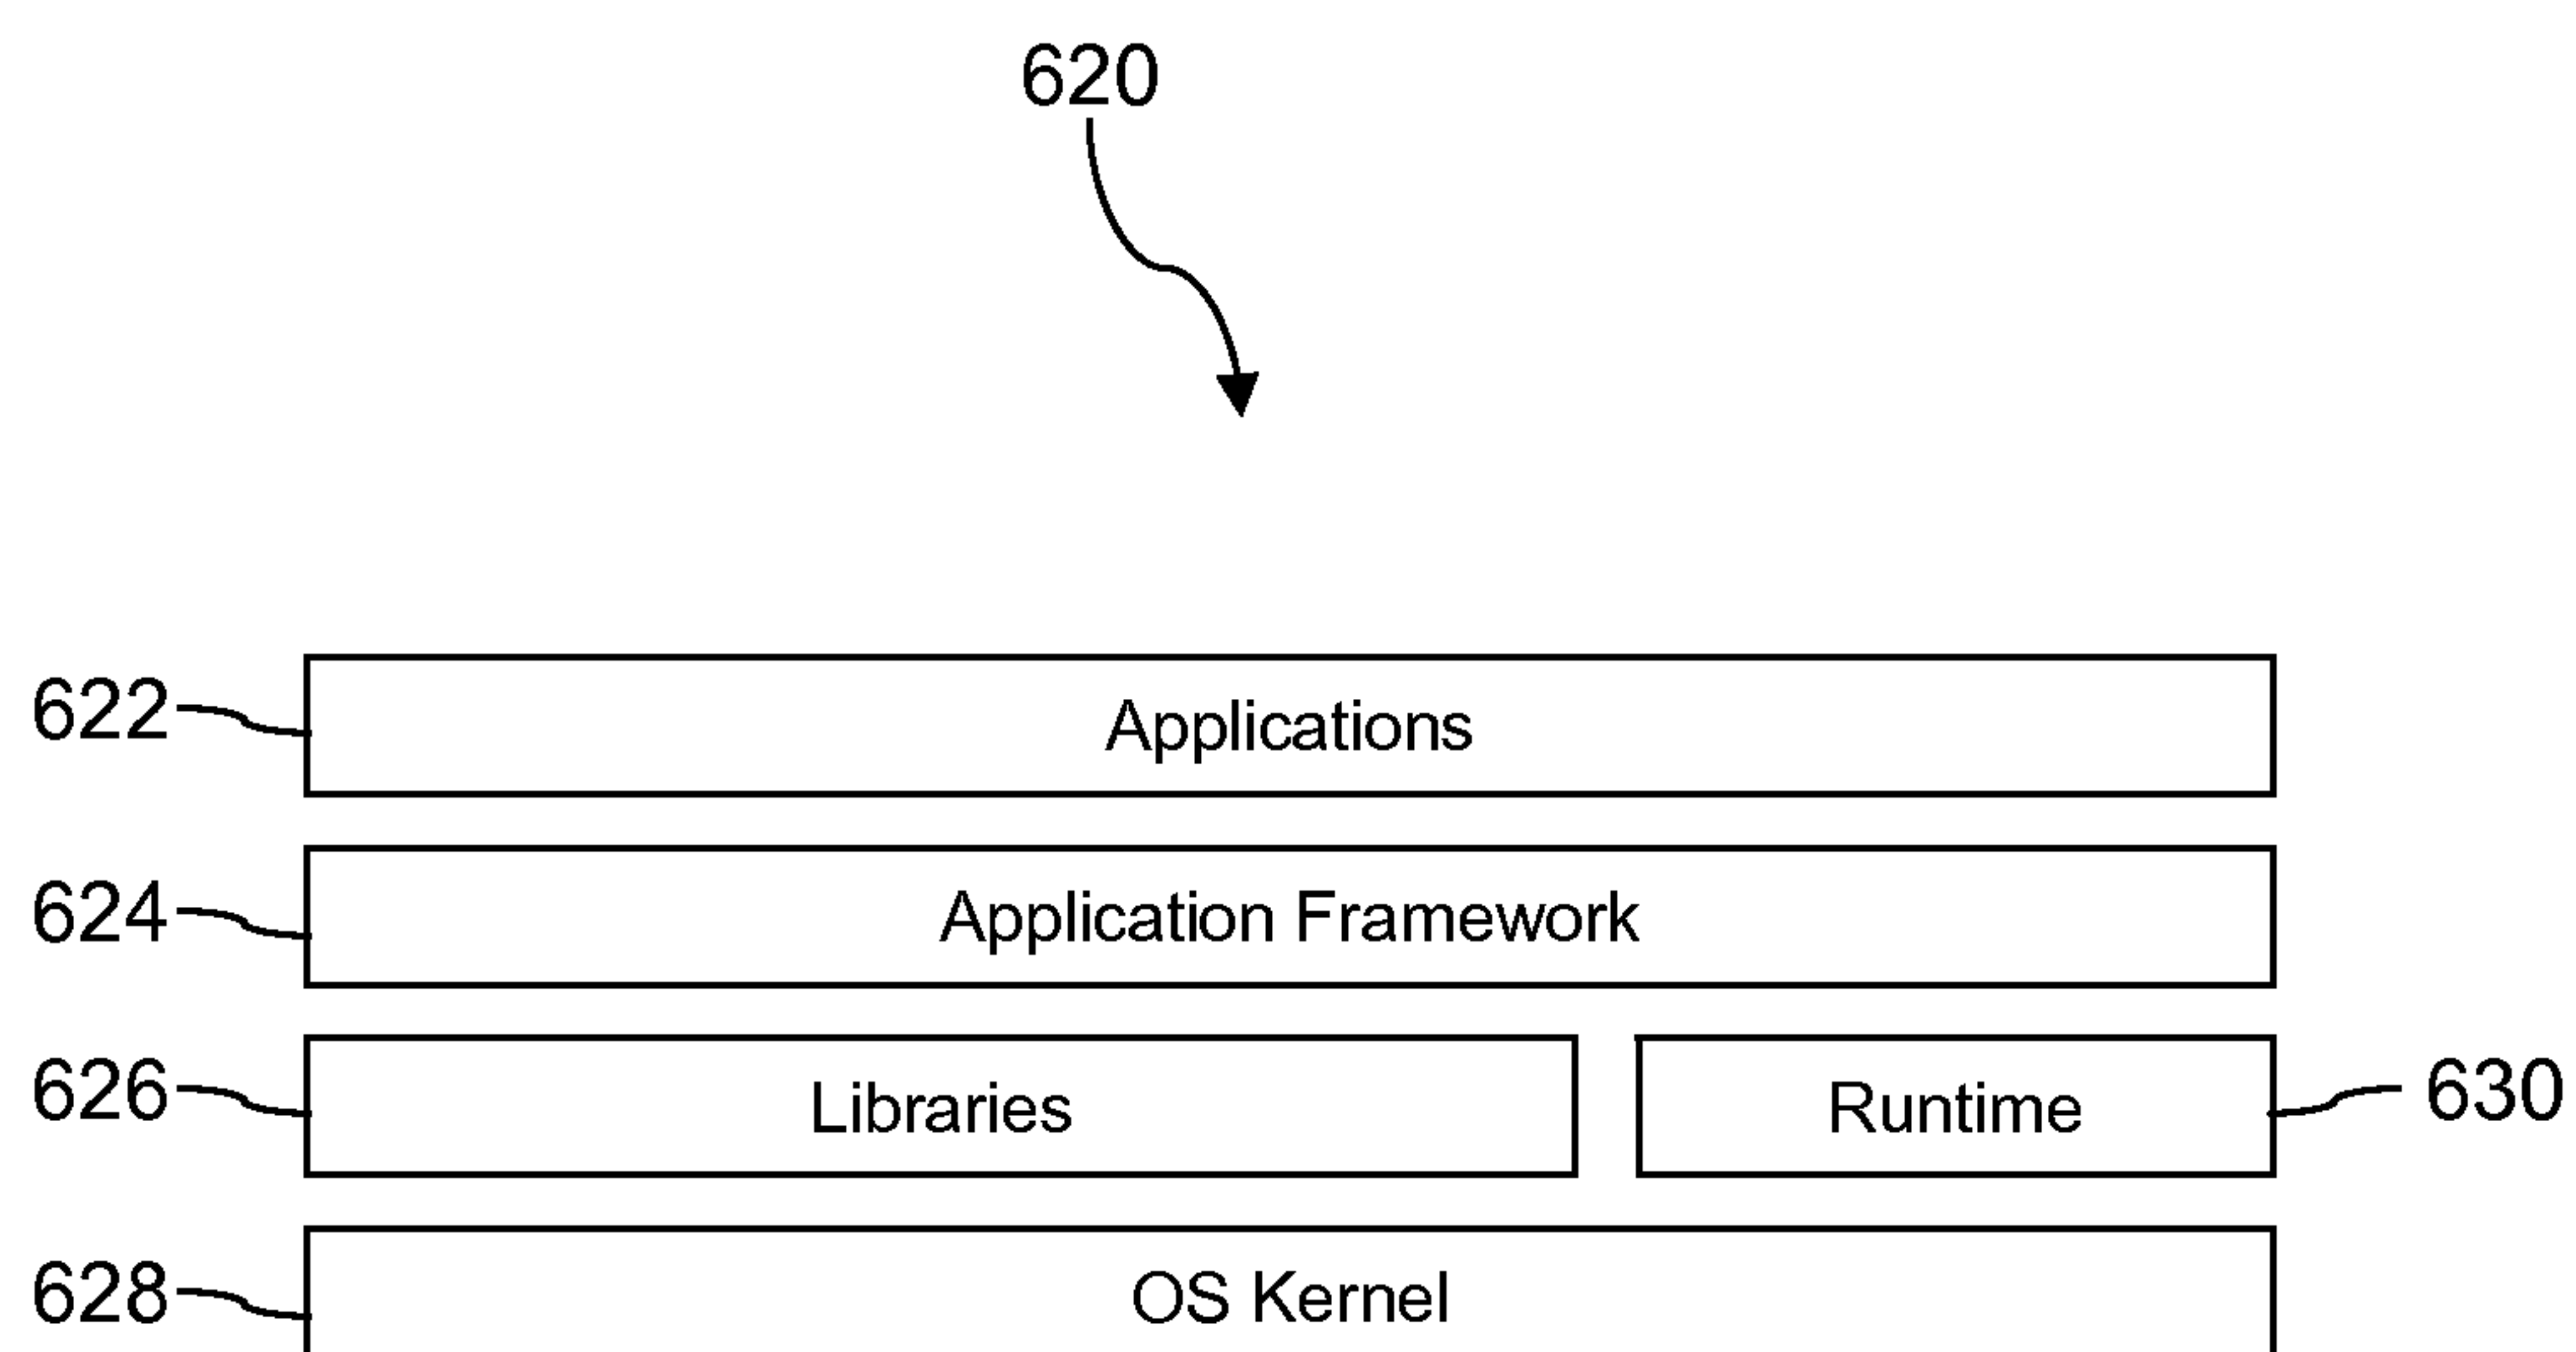 620
622 Applications
624 Application Framework
626 Libraries Runtime 630
628 OS Kernel